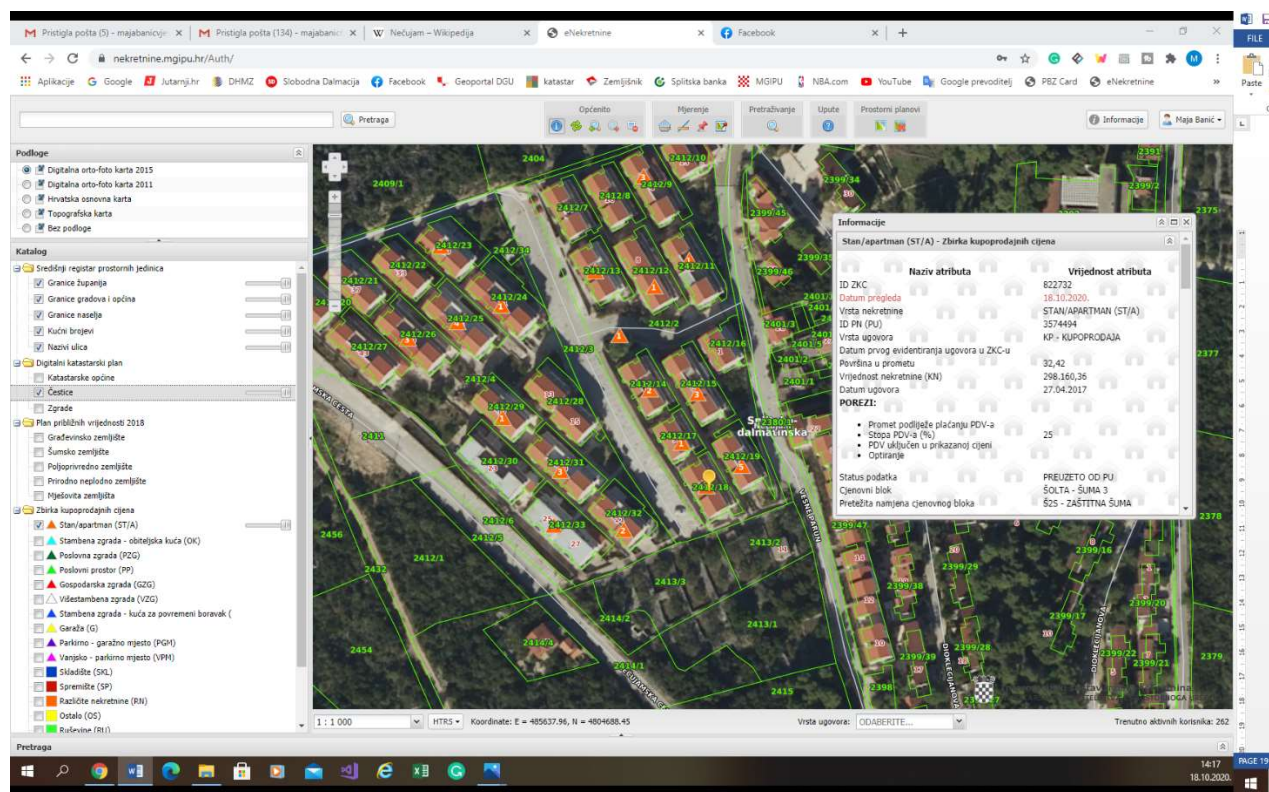 Pristigla pošta (5) - majabanicvje
Pristigla pošta (134) - majabanic
Nečujam – Wikipedija
eNekretnine
Facebook
FILE
nekretnine.mgipu.hr/Auth/
Aplikacije Google Jutarnji.hr DHMZ Slobodna Dalmacija Facebook Geoportal DGU katastar Zemljišnik Splitska banka MGIPU NBA.com YouTube Google prevoditelj PBZ Card eNekretnine »
Paste
Pretraga
Općenito Mjerenje Pretraživanje Upute Prostorni planovi
Informacije Maja Banić
Podloge
Digitalna orto-foto karta 2015
Digitalna orto-foto karta 2011
Hrvatska osnovna karta
Topografska karta
Bez podloge
Katalog
Središnji registar prostornih jedinica
Granice županija
Granice gradova i općina
Granice naselja
Kućni brojevi
Nazivi ulica
Digitalni katastarski plan
Katastarske općine
Čestice
Zgrade
Plan približnih vrijednosti 2018
Građevinsko zemljište
Šumsko zemljište
Poljoprivredno zemljište
Prirodno neplodno zemljište
Mješovita zemljišta
Zbirka kupoprodajnih cijena
Stan/apartman (ST/A)
Stambena zgrada - obiteljska kuća (OK)
Poslovna zgrada (PZG)
Poslovni prostor (PP)
Gospodarska zgrada (GZG)
Višestambena zgrada (VZG)
Stambena zgrada - kuća za povremeni boravak (
Garaža (G)
Parkirno - garažno mjesto (PGM)
Vanjsko - parkirno mjesto (VPM)
Skladište (SKL)
Spremište (SP)
Različite nekretnine (RN)
Ostalo (OS)
Ruševine (RU)
2404
2412/10
2391
2409/1
2412/8
2412/9
2399/34
2399/2
2412/7
2399/45
2375
2412/23
2412/34
2412/22
2412/13
2412/12
2412/11
2399/46
2412/21
2412/24
2412/25
2412/2
2401/3
2412/26
2412/3
2412/16
2401/2
2377
2412/27
2401/1
2412/4
2412/14
2412/15
2412/29
2412/28
2411
2412/17
2380/1
2412/30
2412/31
2412/19
2412/18
2412/32
2412/6
2412/33
2399/47
2378
2456
2412/5
2413/2
2399/16
2412/1
2432
2399/29
2413/3
2399/38
2399/20
2414/2
2413/1
2399/17
2414/4
2399/28
2399/22
2454
2399/39
2399/21
2379
2414/1
2415
2398
VESNE PARUN
DIOKLECIJANOVA
DIOKLECIJANOVA
Informacije
Stan/apartman (ST/A) - Zbirka kupoprodajnih cijena
Naziv atributa Vrijednost atributa
ID ZKC 822732
Datum pregleda 18.10.2020.
Vrsta nekretnine STAN/APARTMAN (ST/A)
ID PN (PU) 3574494
Vrsta ugovora KP - KUPOPRODAJA
Datum prvog evidentiranja ugovora u ZKC-u
Površina u prometu 32,42
Vrijednost nekretnine (KN) 298.160,36
Datum ugovora 27.04.2017
POREZI:
Promet podliježe plaćanju PDV-a
Stopa PDV-a (%) 25
PDV uključen u prikazanoj cijeni
Optiranje
Status podatka PREUZETO OD PU
Cjenovni blok ŠOLTA - ŠUMA 3
Pretežita namjena cjenovnog bloka Š2S - ZAŠTITNA ŠUMA
1 : 1 000 HTRS Koordinate: E = 485637.96, N = 4804688.45 Vrsta ugovora: ODABERITE... Trenutno aktivnih korisnika: 262
Pretraga
14:17
18.10.2020.
PAGE 19